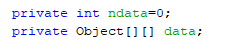 private int ndata=0;
private Object[][] data;